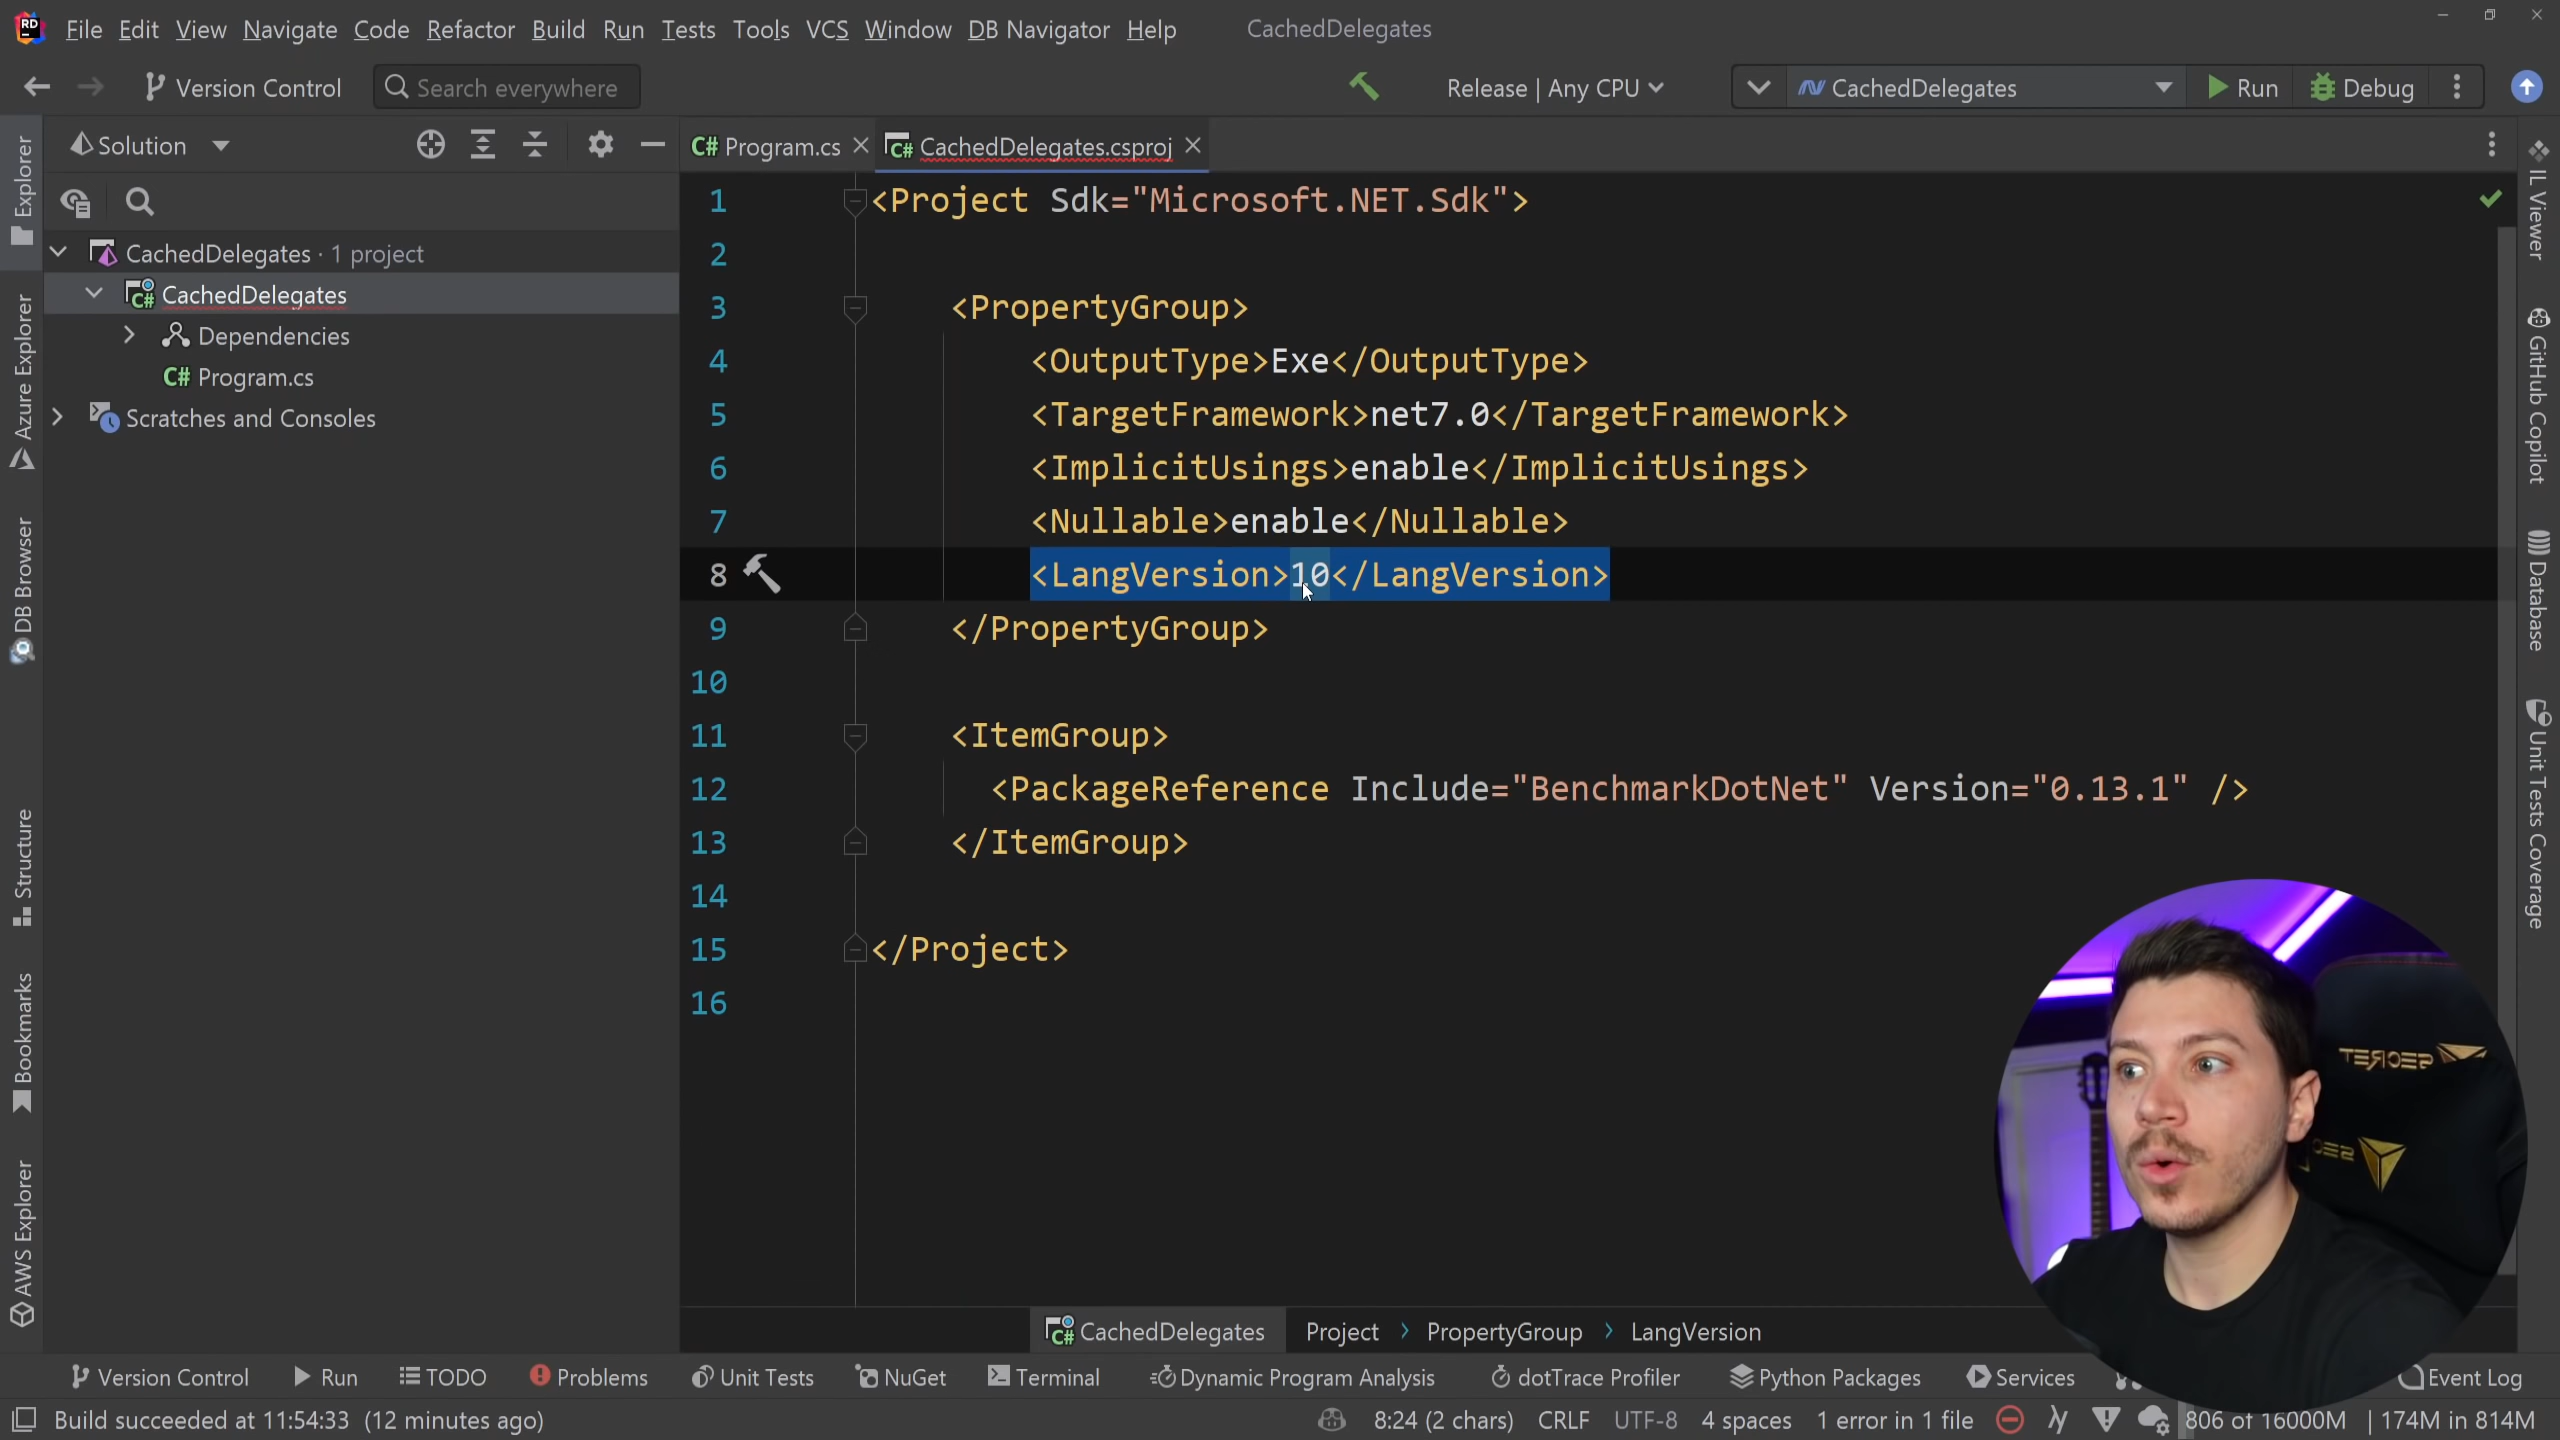 File Edit View Navigate Code Refactor Build Run Tests Tools VCS Window DB Navigator Help CachedDelegates
Version Control Search everywhere Release | Any CPU CachedDelegates Run Debug
Solution
Program.cs CachedDelegates.csproj
CachedDelegates · 1 project
CachedDelegates
Dependencies
Program.cs
Scratches and Consoles
Explorer
Azure Explorer
DB Browser
Structure
Bookmarks
AWS Explorer
1 <Project Sdk="Microsoft.NET.Sdk">
2
3 <PropertyGroup>
4 <OutputType>Exe</OutputType>
5 <TargetFramework>net7.0</TargetFramework>
6 <ImplicitUsings>enable</ImplicitUsings>
7 <Nullable>enable</Nullable>
8 <LangVersion>10</LangVersion>
9 </PropertyGroup>
10
11 <ItemGroup>
12 <PackageReference Include="BenchmarkDotNet" Version="0.13.1" />
13 </ItemGroup>
14
15 </Project>
16
IL Viewer
GitHub Copilot
Database
Unit Tests Coverage
SECRET
CachedDelegates Project › PropertyGroup › LangVersion
Version Control Run TODO Problems Unit Tests NuGet Terminal Dynamic Program Analysis dotTrace Profiler Python Packages Services Event Log
Build succeeded at 11:54:33 (12 minutes ago) 8:24 (2 chars) CRLF UTF-8 4 spaces 1 error in 1 file 806 of 16000M 174M in 814M